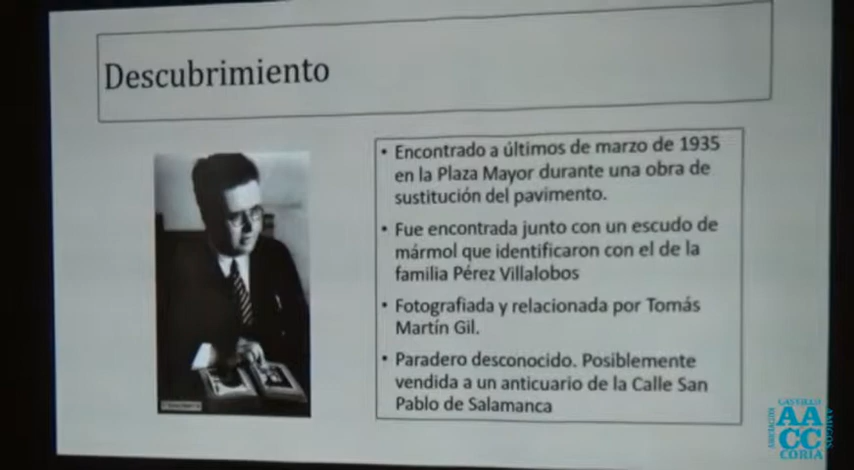 Descubrimiento
• Encontrado a últimos de marzo de 1935
en la Plaza Mayor durante una obra de
sustitución del pavimento.
• Fue encontrada junto con un escudo de
mármol que identificaron con el de la
familia Pérez Villalobos
• Fotografiada y relacionada por Tomás
Martín Gil.
• Paradero desconocido. Posiblemente
vendida a un anticuario de la Calle San
Pablo de Salamanca
CASTILLO
AMIGOS
AA
CC
CORIA